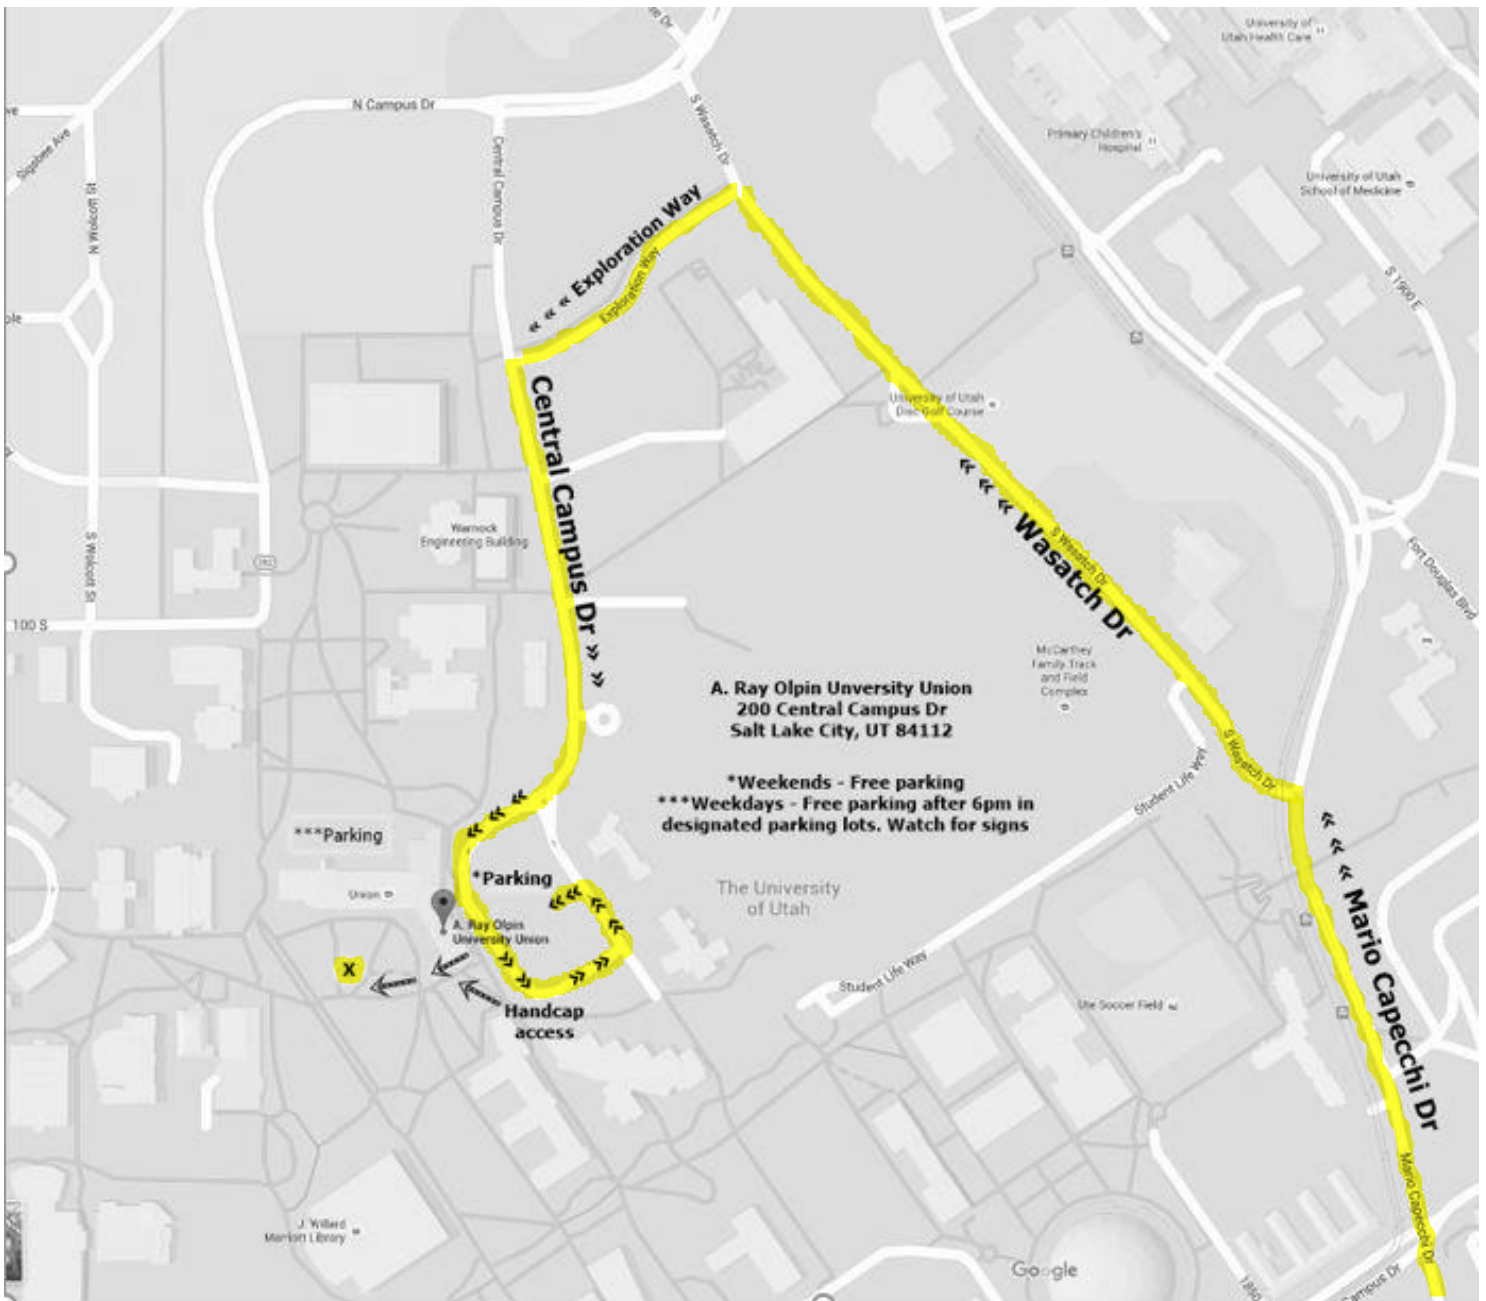 University of
Utah Health Care
N Campus Dr
S Wasatch Dr
Central Campus Dr
Sigsbee Ave
Primary Children's
Hospital
University of Utah
School of Medicine
N Wolcott St
« « « Exploration Way
Exploration Way
S 1900 E
Central Campus Dr » »
University of Utah
Disc Golf Course
Warnock
Engineering Building
S Wolcott St
« « « Wasatch Dr
S Wasatch Dr
Fort Douglas Blvd
100 S
McCarthey
Family Track
and Field
Complex
A. Ray Olpin Unversity Union
200 Central Campus Dr
Salt Lake City, UT 84112
*Weekends - Free parking
***Weekdays - Free parking after 6pm in
designated parking lots. Watch for signs
S Wasatch Dr
Student Life Way
***Parking
*Parking
Union
The University
of Utah
A. Ray Olpin
University Union
« « « Mario Capecchi Dr
X
Student Life Way
Ute Soccer Field
Handcap
access
Mario Capecchi Dr
J. Willard
Marriott Library
Google
Campus Dr